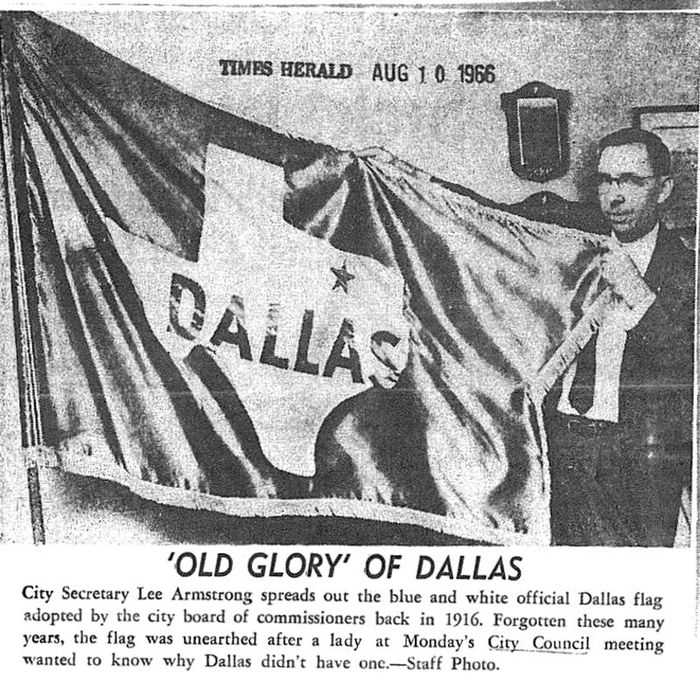 TIMES HERALD AUG 10 1966
DALLAS
'OLD GLORY' OF DALLAS
City Secretary Lee Armstrong spreads out the blue and white official Dallas flag
adopted by the city board of commissioners back in 1916. Forgotten these many
years, the flag was unearthed after a lady at Monday's City Council meeting
wanted to know why Dallas didn't have one.—Staff Photo.